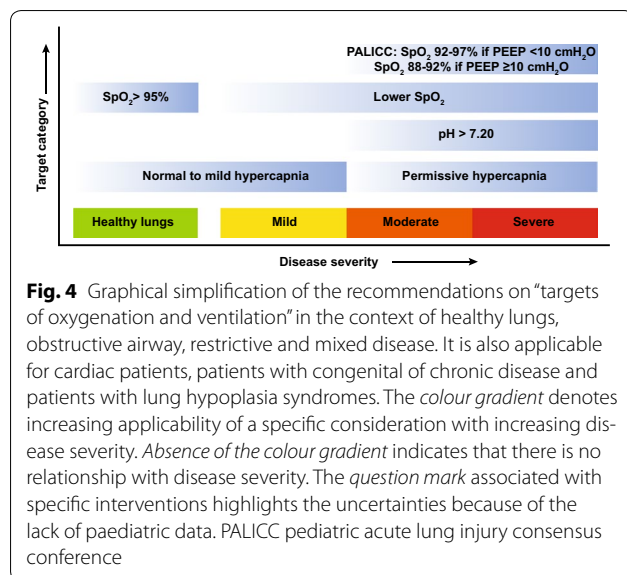 Target category
PALICC: SpO2 92-97% if PEEP <10 cmH2O
SpO2 88-92% if PEEP ≥10 cmH2O
SpO2> 95%
Lower SpO2
pH > 7.20
Normal to mild hypercapnia
Permissive hypercapnia
Healthy lungs
Mild
Moderate
Severe
Disease severity
Fig. 4 Graphical simplification of the recommendations on “targets
of oxygenation and ventilation” in the context of healthy lungs,
obstructive airway, restrictive and mixed disease. It is also applicable
for cardiac patients, patients with congenital of chronic disease and
patients with lung hypoplasia syndromes. The colour gradient denotes
increasing applicability of a specific consideration with increasing dis-
ease severity. Absence of the colour gradient indicates that there is no
relationship with disease severity. The question mark associated with
specific interventions highlights the uncertainties because of the
lack of paediatric data. PALICC pediatric acute lung injury consensus
conference